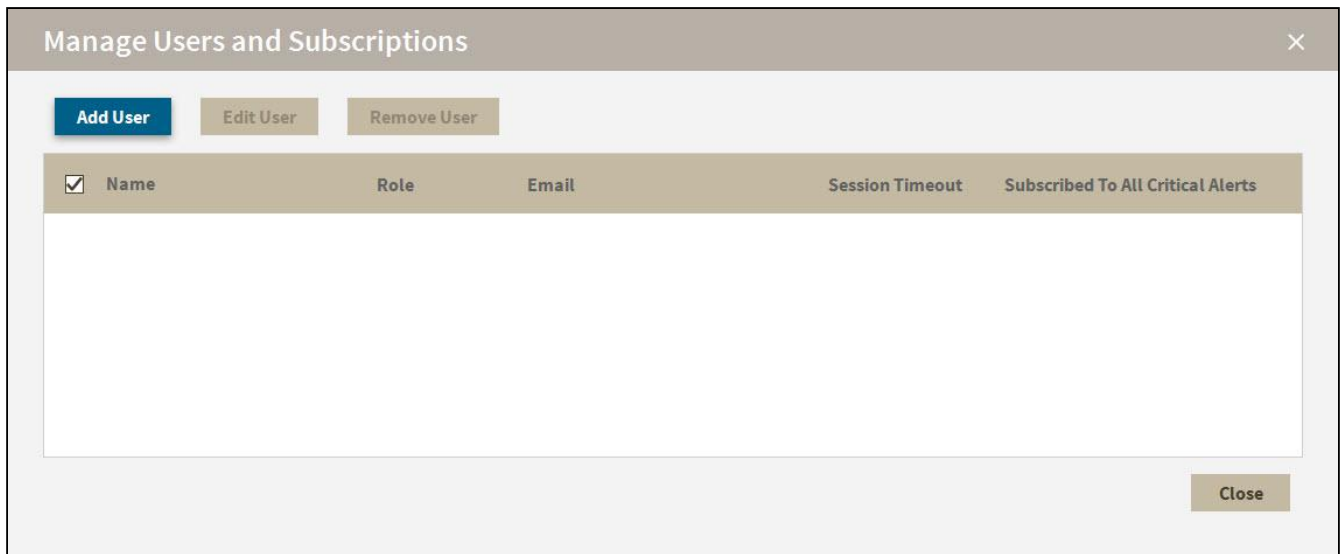 Manage Users and Subscriptions
Add User Edit User Remove User
Name Role Email Session Timeout Subscribed To All Critical Alerts
Close